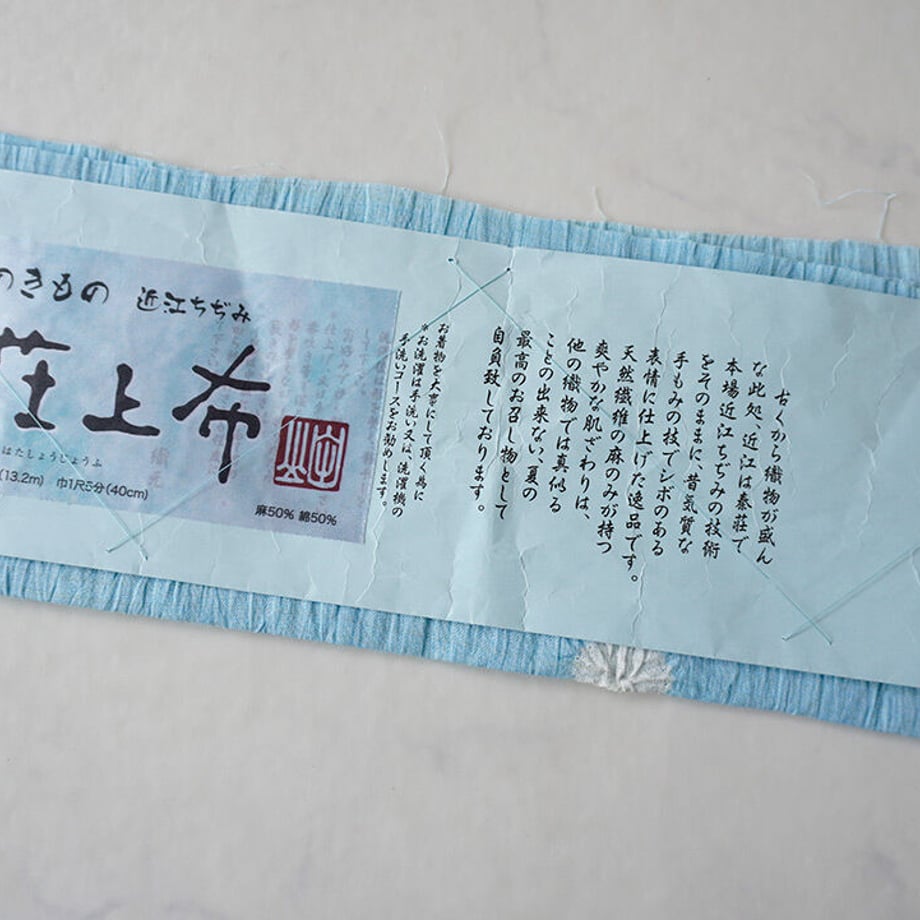 のきもの 近江ちぢみ
荘上布
はたしょうじょうふ
(13.2m) 巾1尺5分(40cm)
麻50% 綿50%
古くから織物が盛ん
な此処、近江は秦荘で
本場近江ちぢみの技術
をそのままに、昔気質な
手もみの技でシボのある
表情に仕上げた逸品です。
天然繊維の麻のみが持つ
爽やかな肌ざわりは、
他の織物では真似る
ことの出来ない、夏の
最高のお召し物として
自負致しております。
お着物を大事にして頂く為に
＊お洗濯は手洗い又は、洗濯機の
手洗いコースをお勧めします。